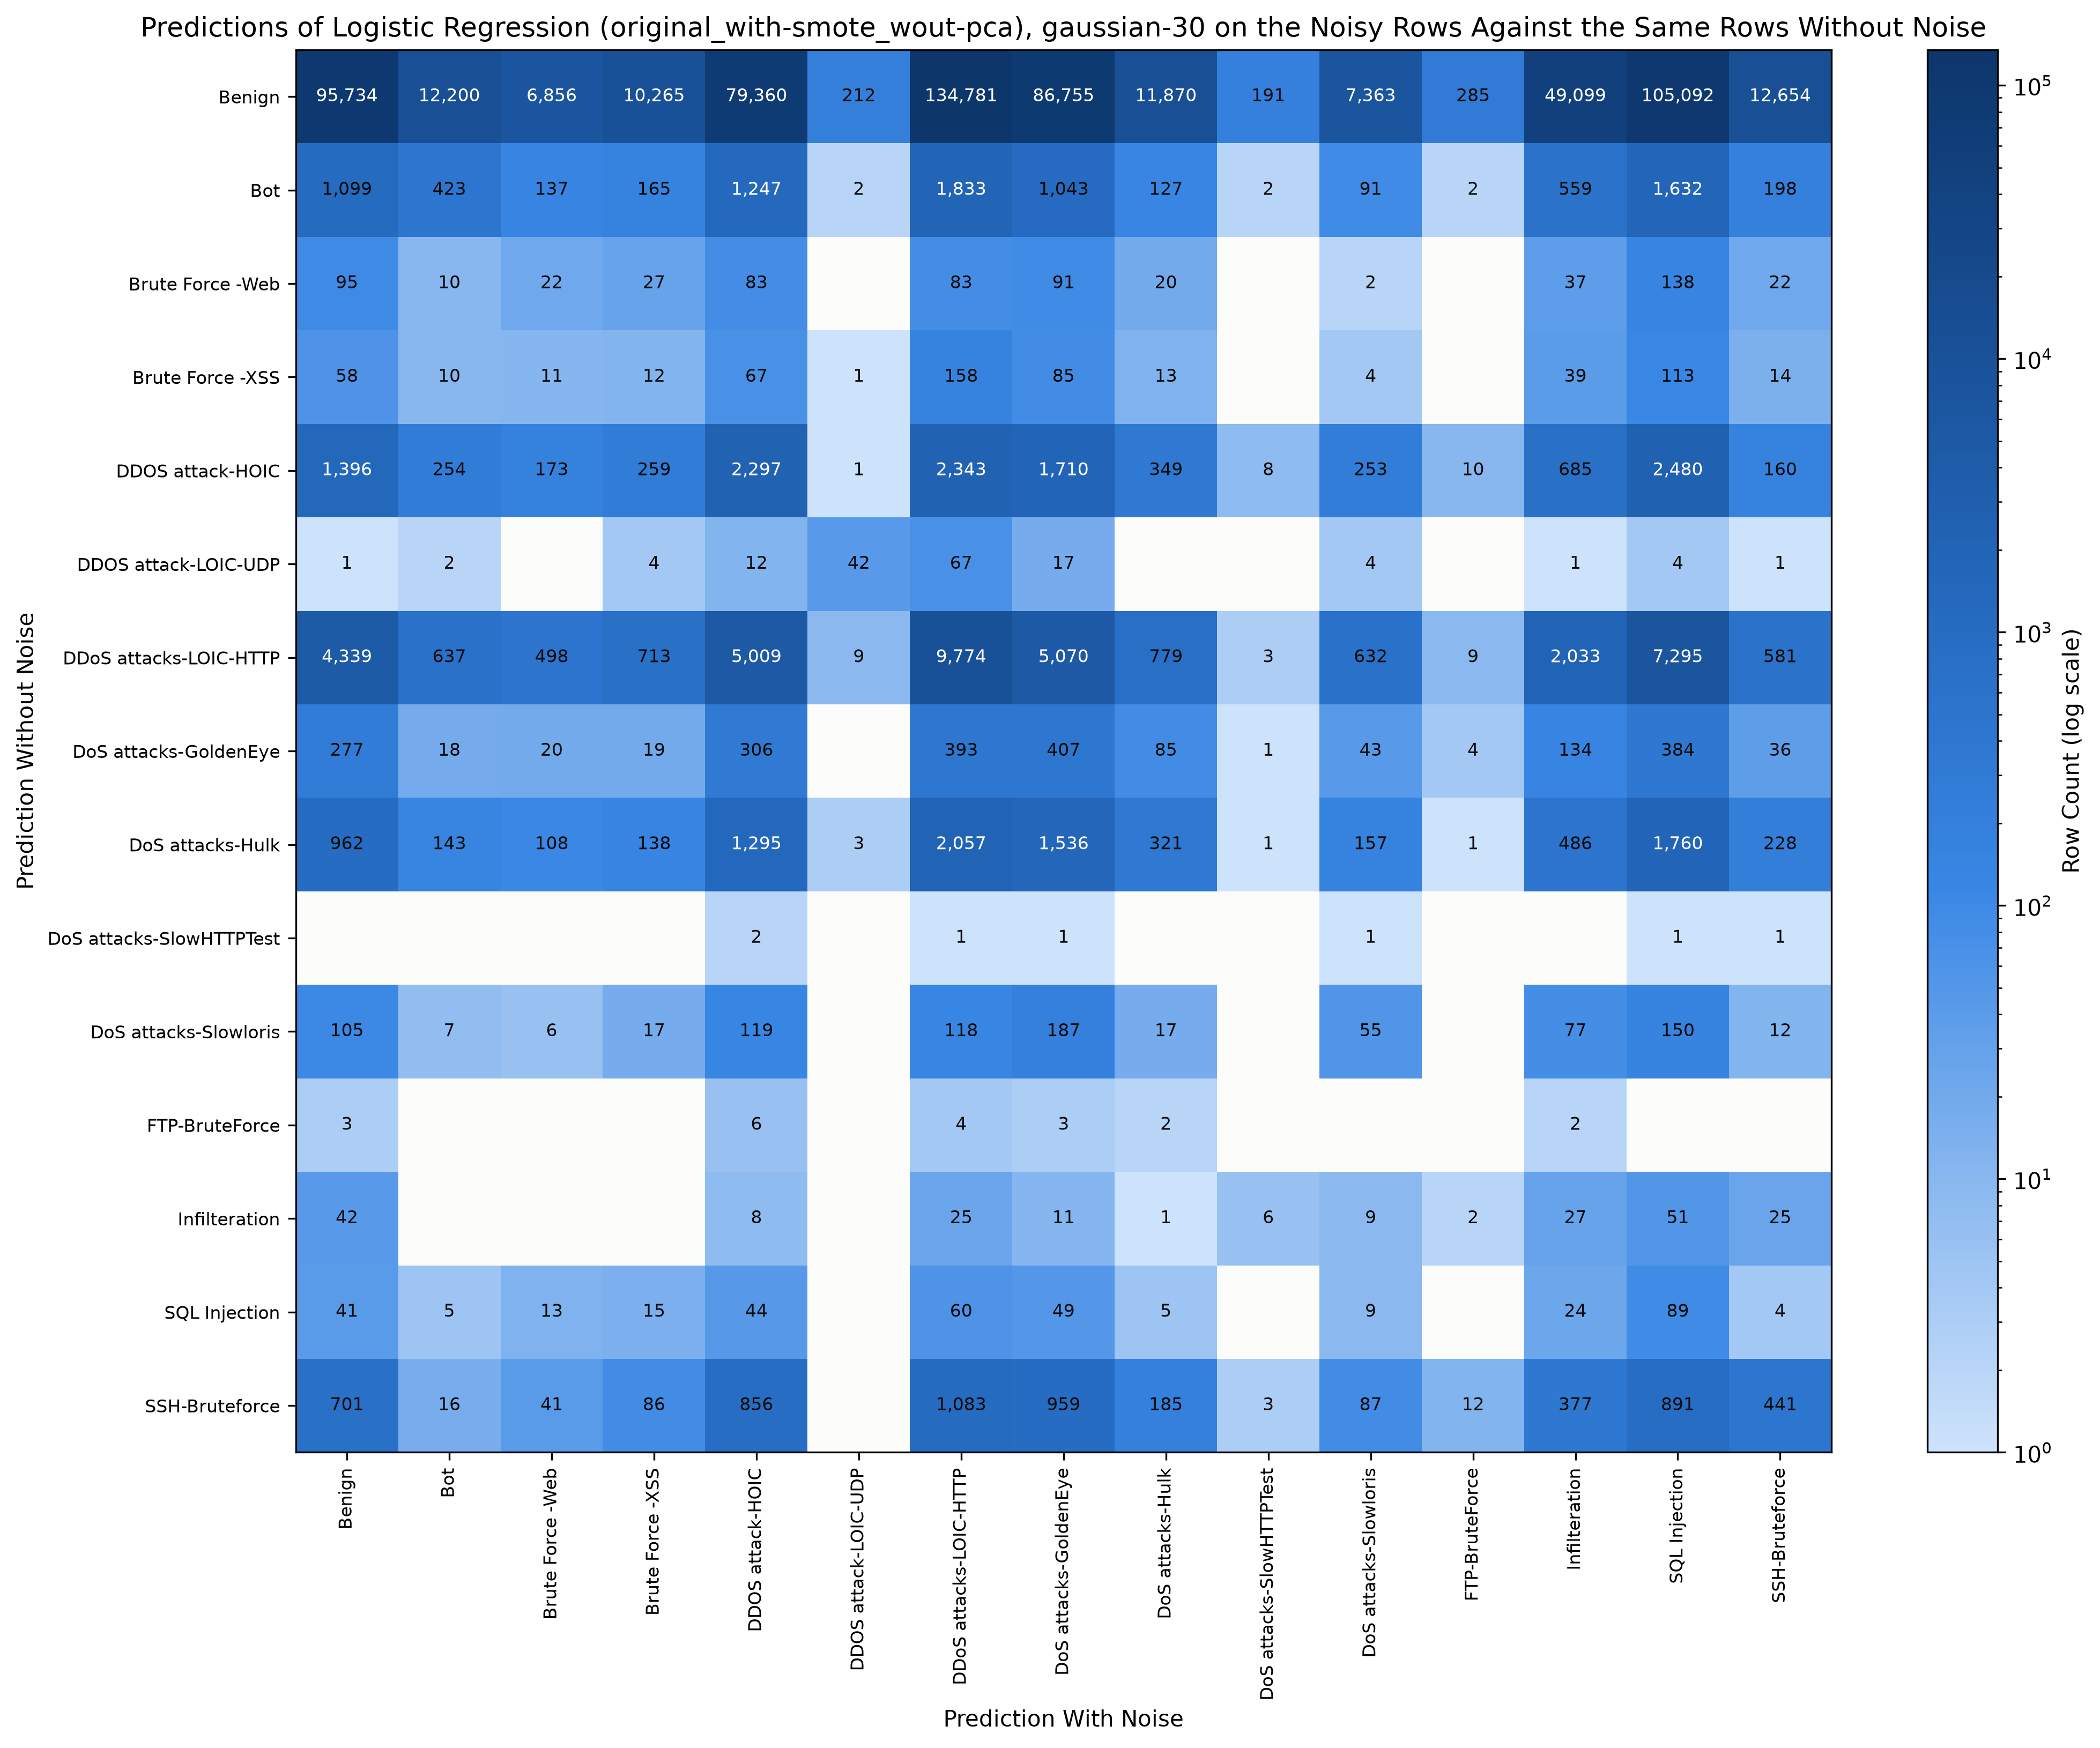 Predictions of Logistic Regression (original_with-smote_wout-pca), gaussian-30 on the Noisy Rows Against the Same Rows Without Noise
Prediction Without Noise
Benign 95,734 12,200 6,856 10,265 79,360 212 134,781 86,755 11,870 191 7,363 285 49,099 105,092 12,654
Bot 1,099 423 137 165 1,247 2 1,833 1,043 127 2 91 2 559 1,632 198
Brute Force -Web 95 10 22 27 83 83 91 20 2 37 138 22
Brute Force -XSS 58 10 11 12 67 1 158 85 13 4 39 113 14
DDOS attack-HOIC 1,396 254 173 259 2,297 1 2,343 1,710 349 8 253 10 685 2,480 160
DDOS attack-LOIC-UDP 1 2 4 12 42 67 17 4 1 4 1
DDoS attacks-LOIC-HTTP 4,339 637 498 713 5,009 9 9,774 5,070 779 3 632 9 2,033 7,295 581
DoS attacks-GoldenEye 277 18 20 19 306 393 407 85 1 43 4 134 384 36
DoS attacks-Hulk 962 143 108 138 1,295 3 2,057 1,536 321 1 157 1 486 1,760 228
DoS attacks-SlowHTTPTest 2 1 1 1 1 1
DoS attacks-Slowloris 105 7 6 17 119 118 187 17 55 77 150 12
FTP-BruteForce 3 6 4 3 2 2
Infilteration 42 8 25 11 1 6 9 2 27 51 25
SQL Injection 41 5 13 15 44 60 49 5 9 24 89 4
SSH-Bruteforce 701 16 41 86 856 1,083 959 185 3 87 12 377 891 441
Benign
Bot
Brute Force -Web
Brute Force -XSS
DDOS attack-HOIC
DDOS attack-LOIC-UDP
DDoS attacks-LOIC-HTTP
DoS attacks-GoldenEye
DoS attacks-Hulk
DoS attacks-SlowHTTPTest
DoS attacks-Slowloris
FTP-BruteForce
Infilteration
SQL Injection
SSH-Bruteforce
Prediction With Noise
10⁵
10⁴
10³
10²
10¹
10⁰
Row Count (log scale)